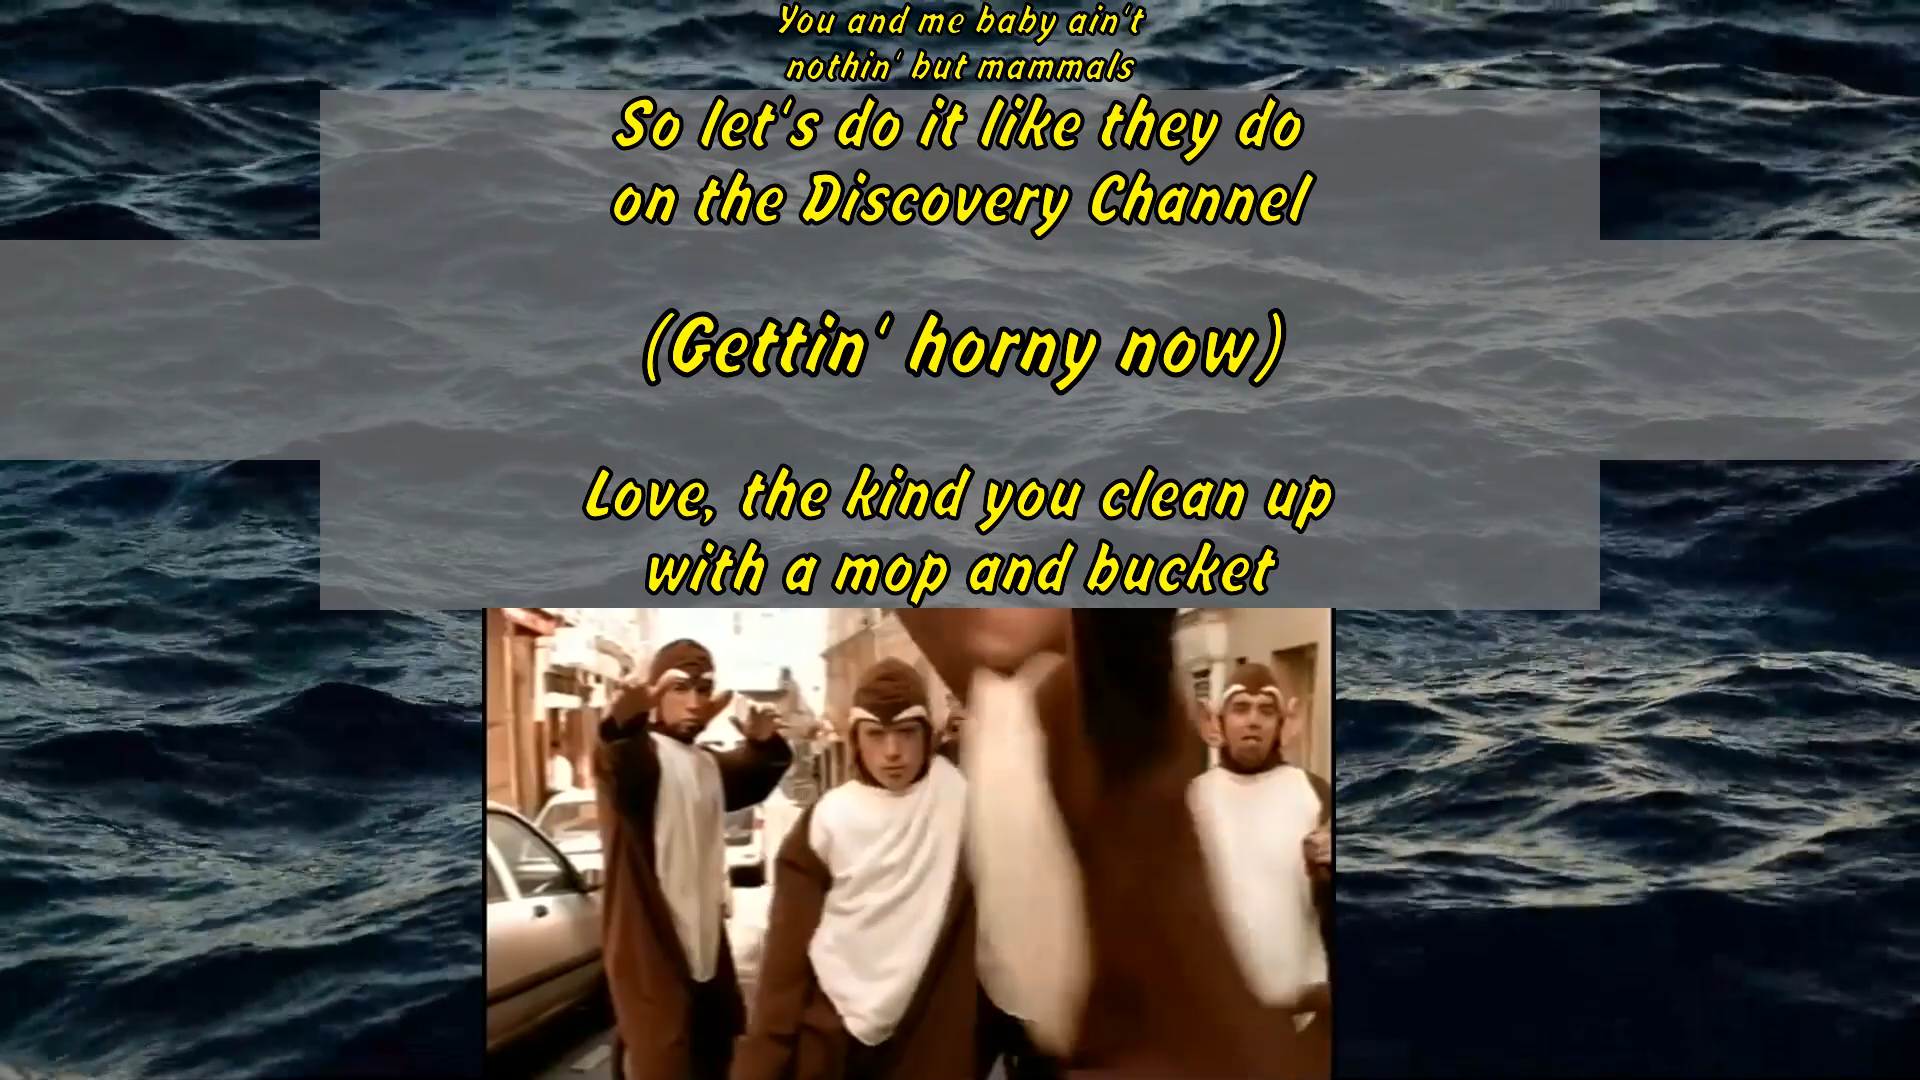 You and me baby ain't
nothin' but mammals
So let's do it like they do
on the Discovery Channel
(Gettin' horny now)
Love, the kind you clean up
with a mop and bucket